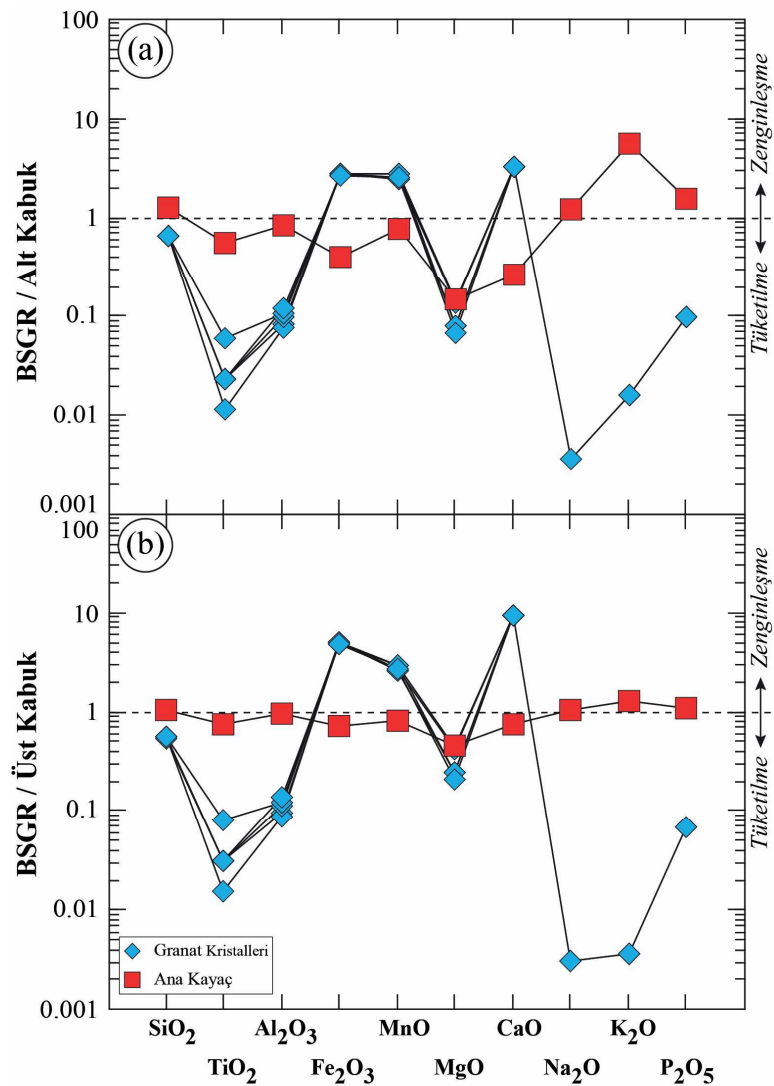 (a)
100
10
1
0.1
0.01
0.001
BSGR / Alt Kabuk
Tüketilme ↔ Zenginleşme
(b)
100
10
1
0.1
0.01
0.001
BSGR / Üst Kabuk
Tüketilme ↔ Zenginleşme
Granat Kristalleri
Ana Kayaç
SiO₂ Al₂O₃ MnO CaO K₂O
TiO₂ Fe₂O₃ MgO Na₂O P₂O₅